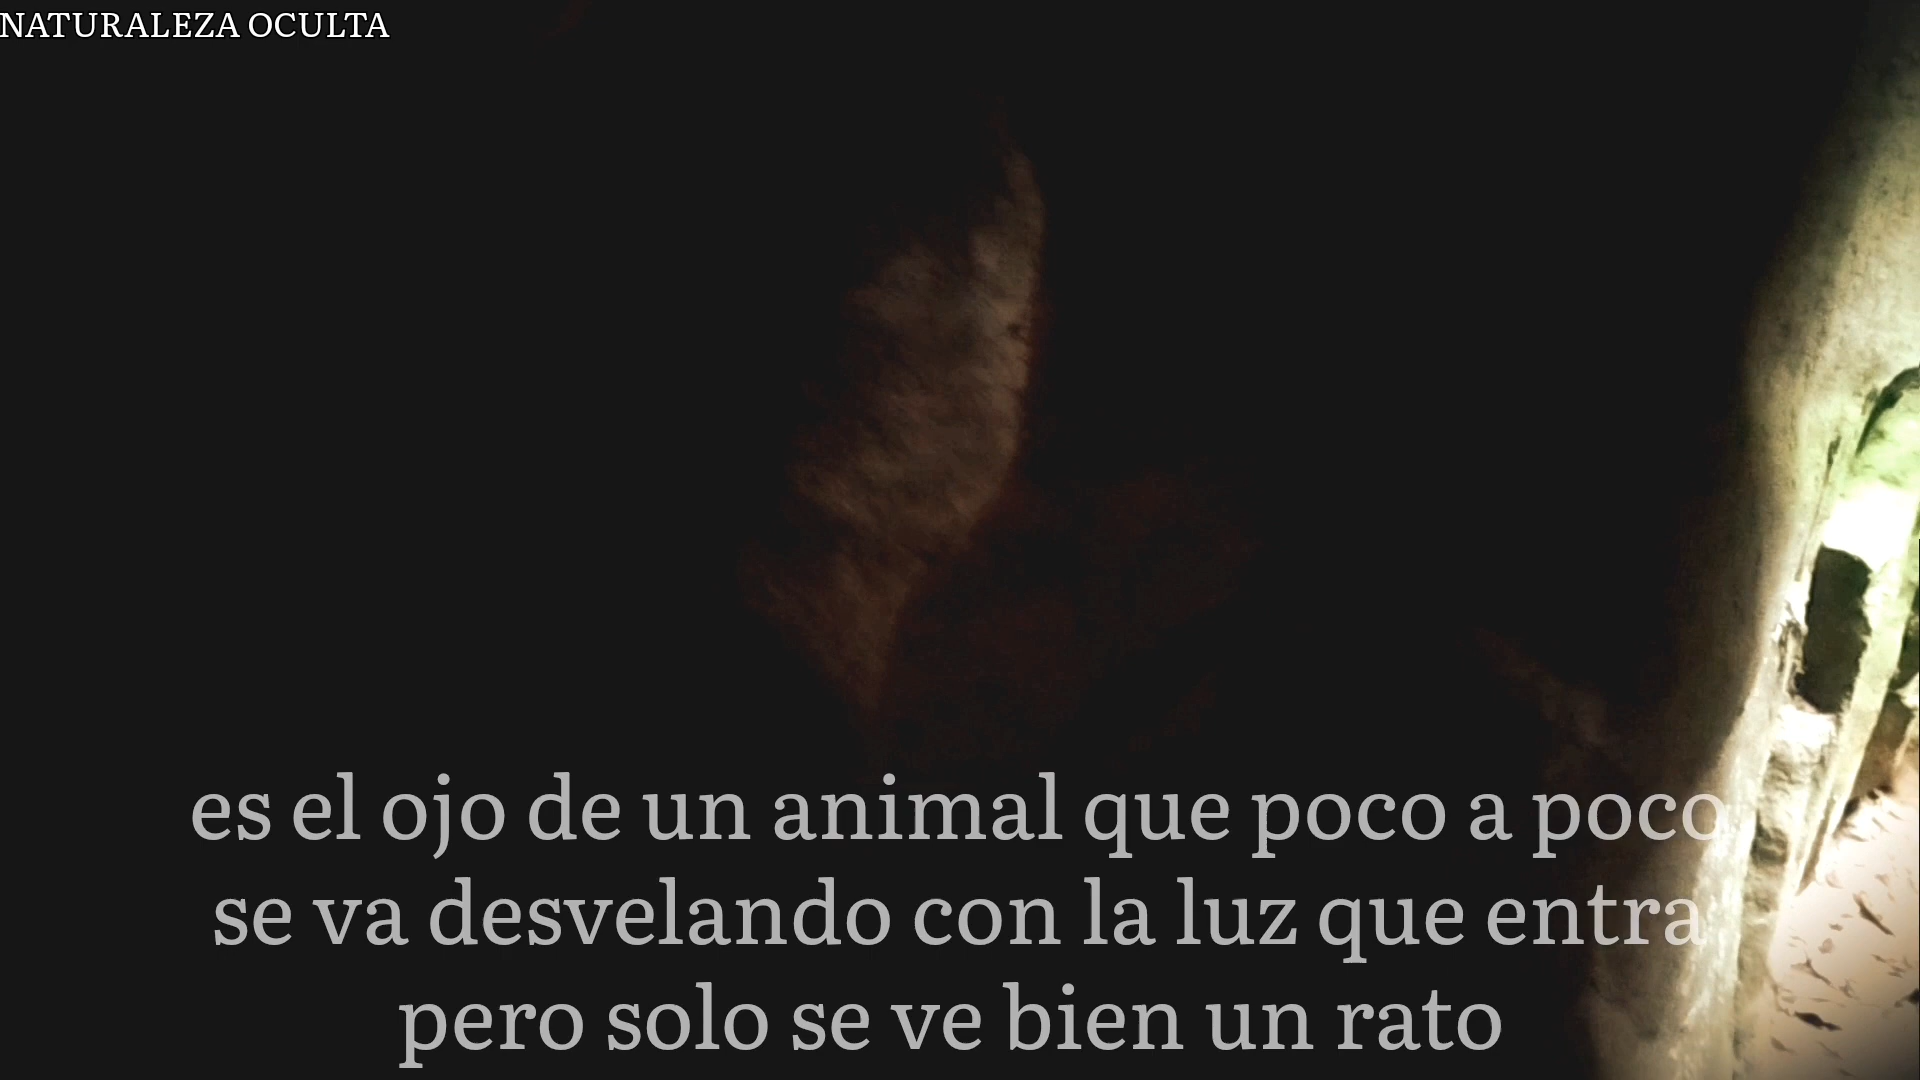 NATURALEZA OCULTA
es el ojo de un animal que poco a poco
se va desvelando con la luz que entra
pero solo se ve bien un rato